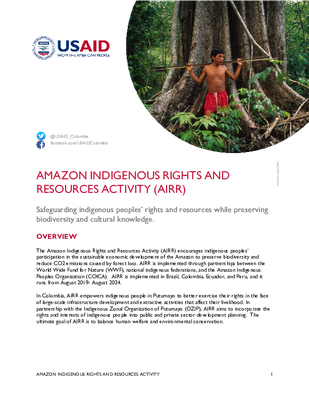 USAID
FROM THE AMERICAN PEOPLE
@USAID_Colombia
facebook.com/USAIDColombia
AMAZON INDIGENOUS RIGHTS AND
RESOURCES ACTIVITY (AIRR)
Safeguarding indigenous peoples' rights and resources while preserving
biodiversity and cultural knowledge.
OVERVIEW
The Amazon Indigenous Rights and Resources Activity (AIRR) encourages indigenous peoples'
participation in the sustainable economic development of the Amazon to preserve biodiversity and
reduce CO2 emissions caused by forest loss. AIRR is implemented through partnerships between the
World Wide Fund for Nature (WWF), national indigenous federations, and the Amazon Indigenous
Peoples Organization (COICA). AIRR is implemented in Brazil, Colombia, Ecuador, and Peru, and it
runs from August 2019- August 2024.
In Colombia, AIRR empowers indigenous people in Putumayo to better exercise their rights in the
face of large-scale infrastructure development and extractive activities that affect their livelihood. In
partnership with the Indigenous Zonal Organization of Putumayo (OZIP), AIRR aims to incorporate the
rights and interests of indigenous people into public and private sector development planning. The
ultimate goal of AIRR is to balance human welfare and environmental conservation.
AMAZON INDIGENOUS RIGHTS AND RESOURCES ACTIVITY 1